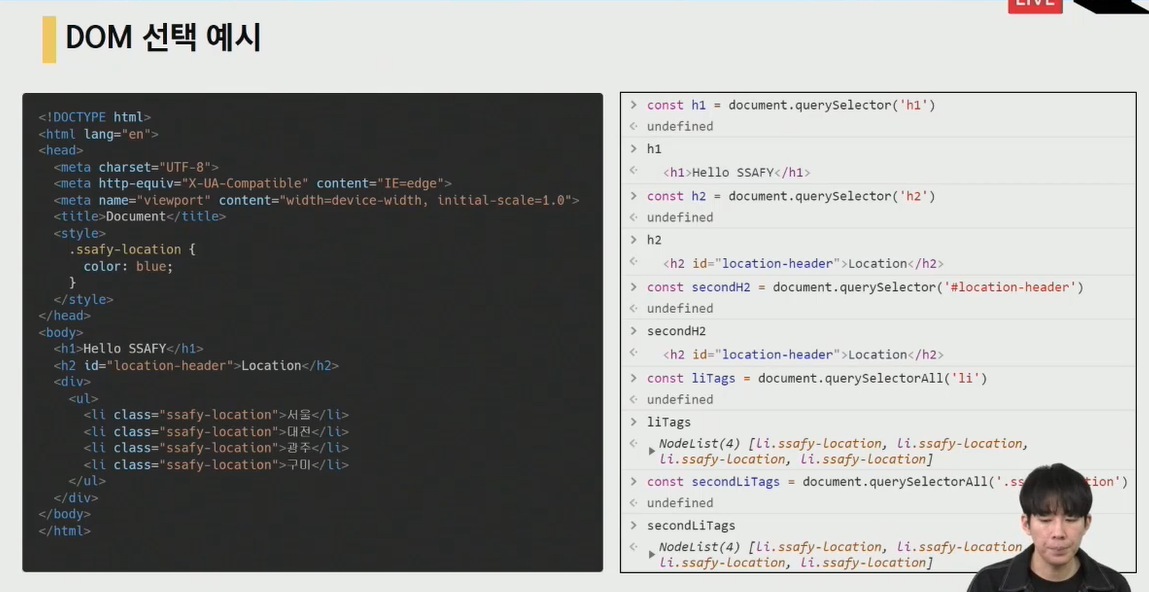 LIVE
DOM 선택 예시
<!DOCTYPE html>
<html lang="en">
<head>
<meta charset="UTF-8">
<meta http-equiv="X-UA-Compatible" content="IE=edge">
<meta name="viewport" content="width=device-width, initial-scale=1.0">
<title>Document</title>
<style>
.ssafy-location {
color: blue;
}
</style>
</head>
<body>
<h1>Hello SSAFY</h1>
<h2 id="location-header">Location</h2>
<div>
<ul>
<li class="ssafy-location">서울</li>
<li class="ssafy-location">대전</li>
<li class="ssafy-location">광주</li>
<li class="ssafy-location">구미</li>
</ul>
</div>
</body>
</html>
const h1 = document.querySelector('h1')
undefined
h1
<h1>Hello SSAFY</h1>
const h2 = document.querySelector('h2')
undefined
h2
<h2 id="location-header">Location</h2>
const secondH2 = document.querySelector('#location-header')
undefined
secondH2
<h2 id="location-header">Location</h2>
const liTags = document.querySelectorAll('li')
undefined
liTags
NodeList(4) [li.ssafy-location, li.ssafy-location,
li.ssafy-location, li.ssafy-location]
const secondLiTags = document.querySelectorAll('.ss tion')
undefined
secondLiTags
NodeList(4) [li.ssafy-location, li.ssafy-location
li.ssafy-location, li.ssafy-location]